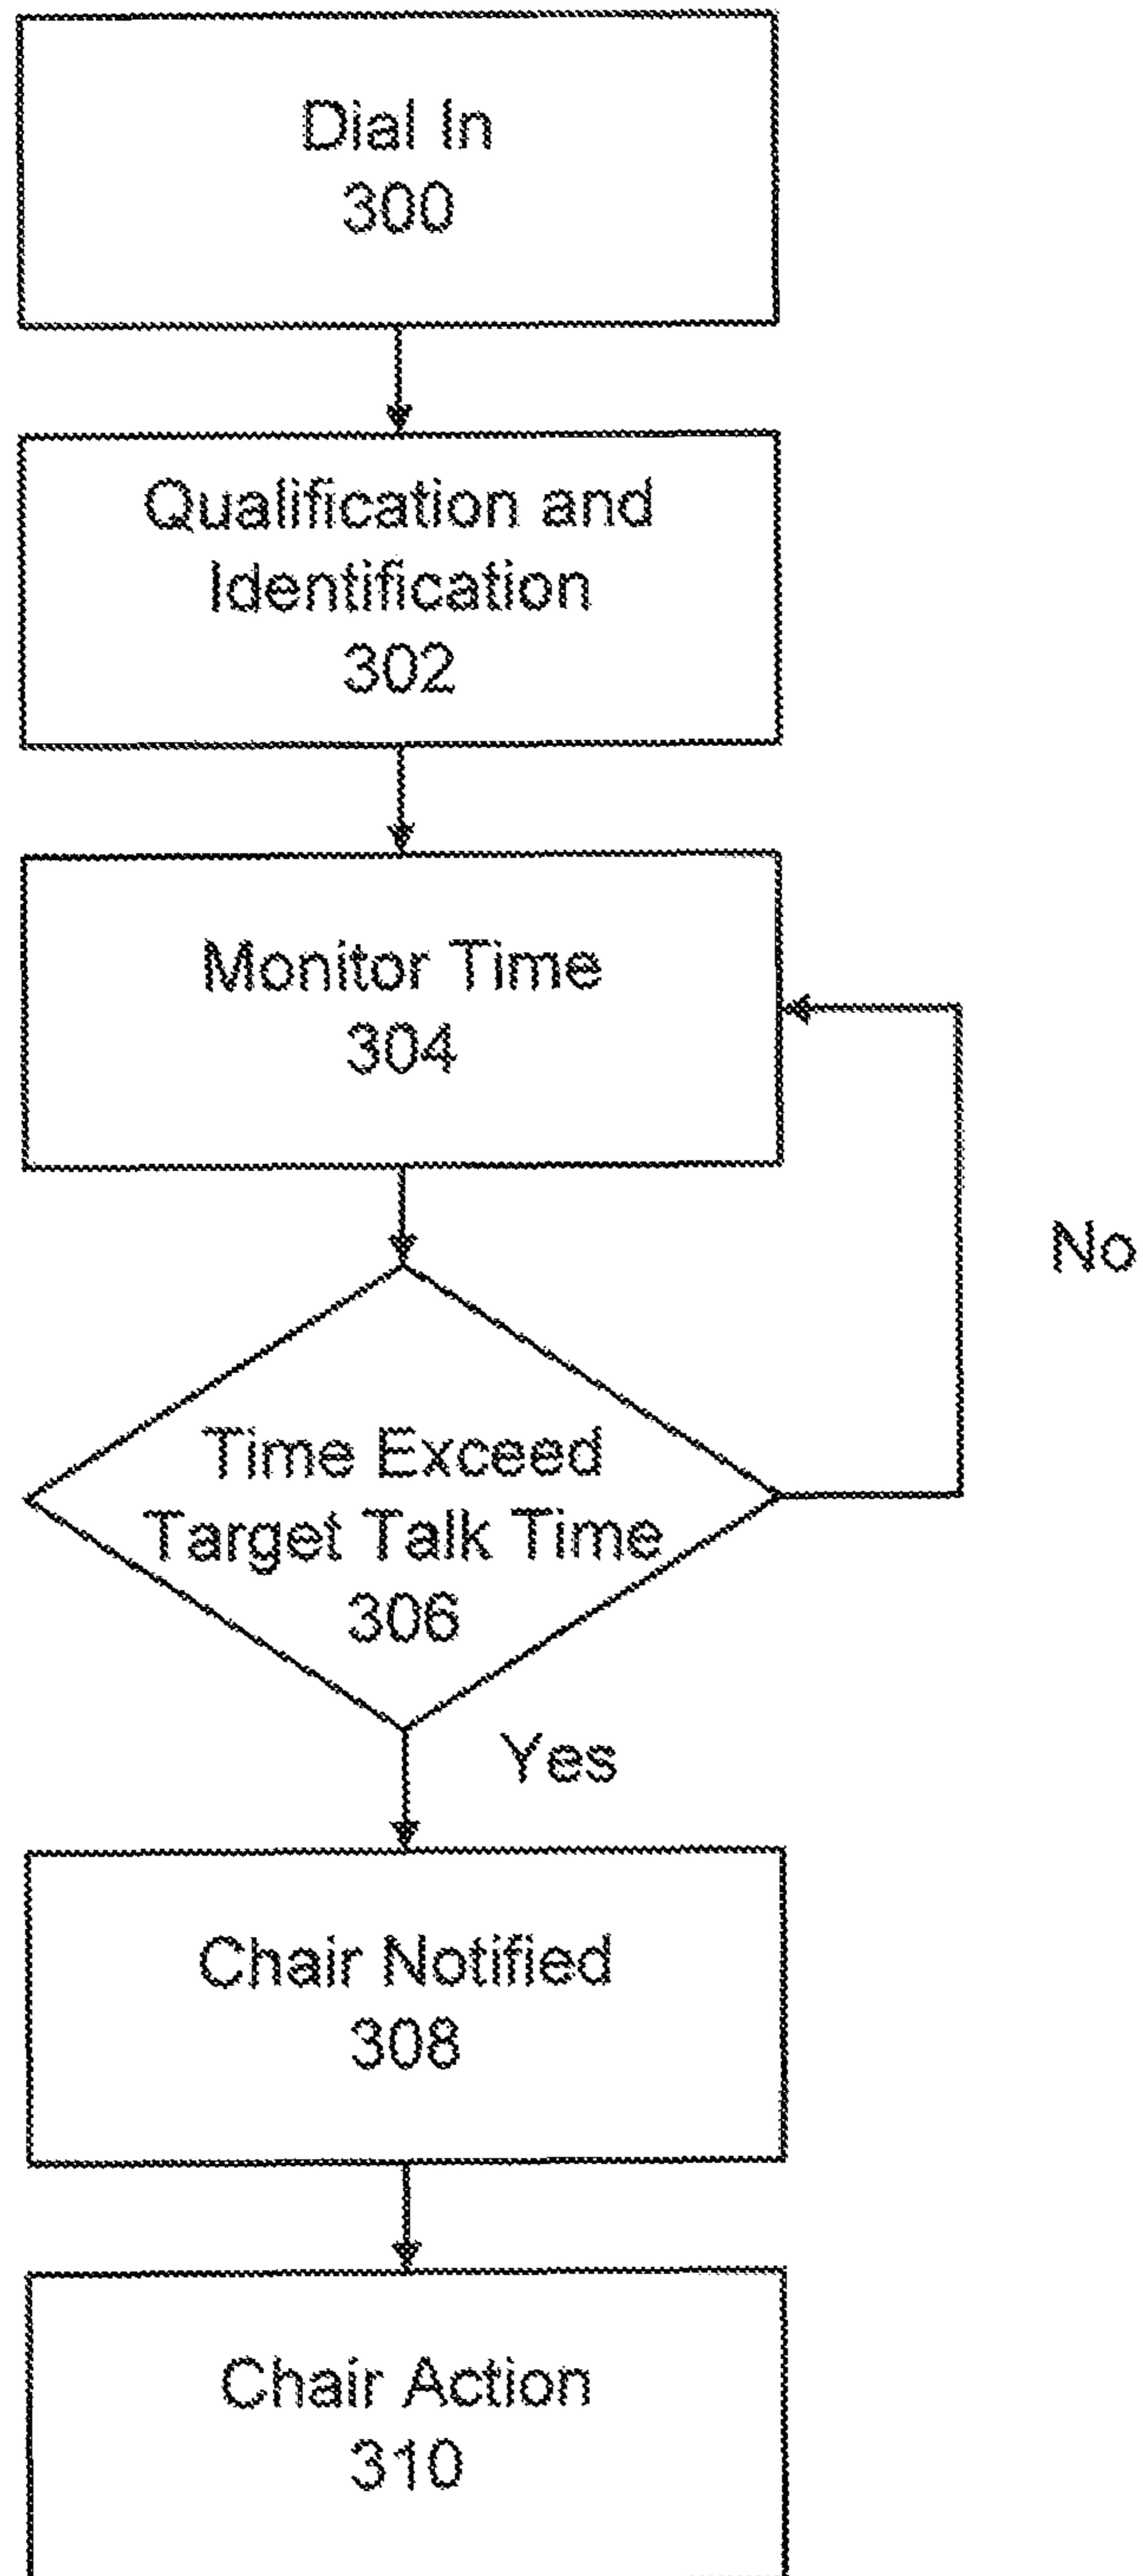 Dial In
300
Qualification and
Identification
302
Monitor Time
304
No
Time Exceed
Target Talk Time
306
Yes
Chair Notified
308
Chair Action
310